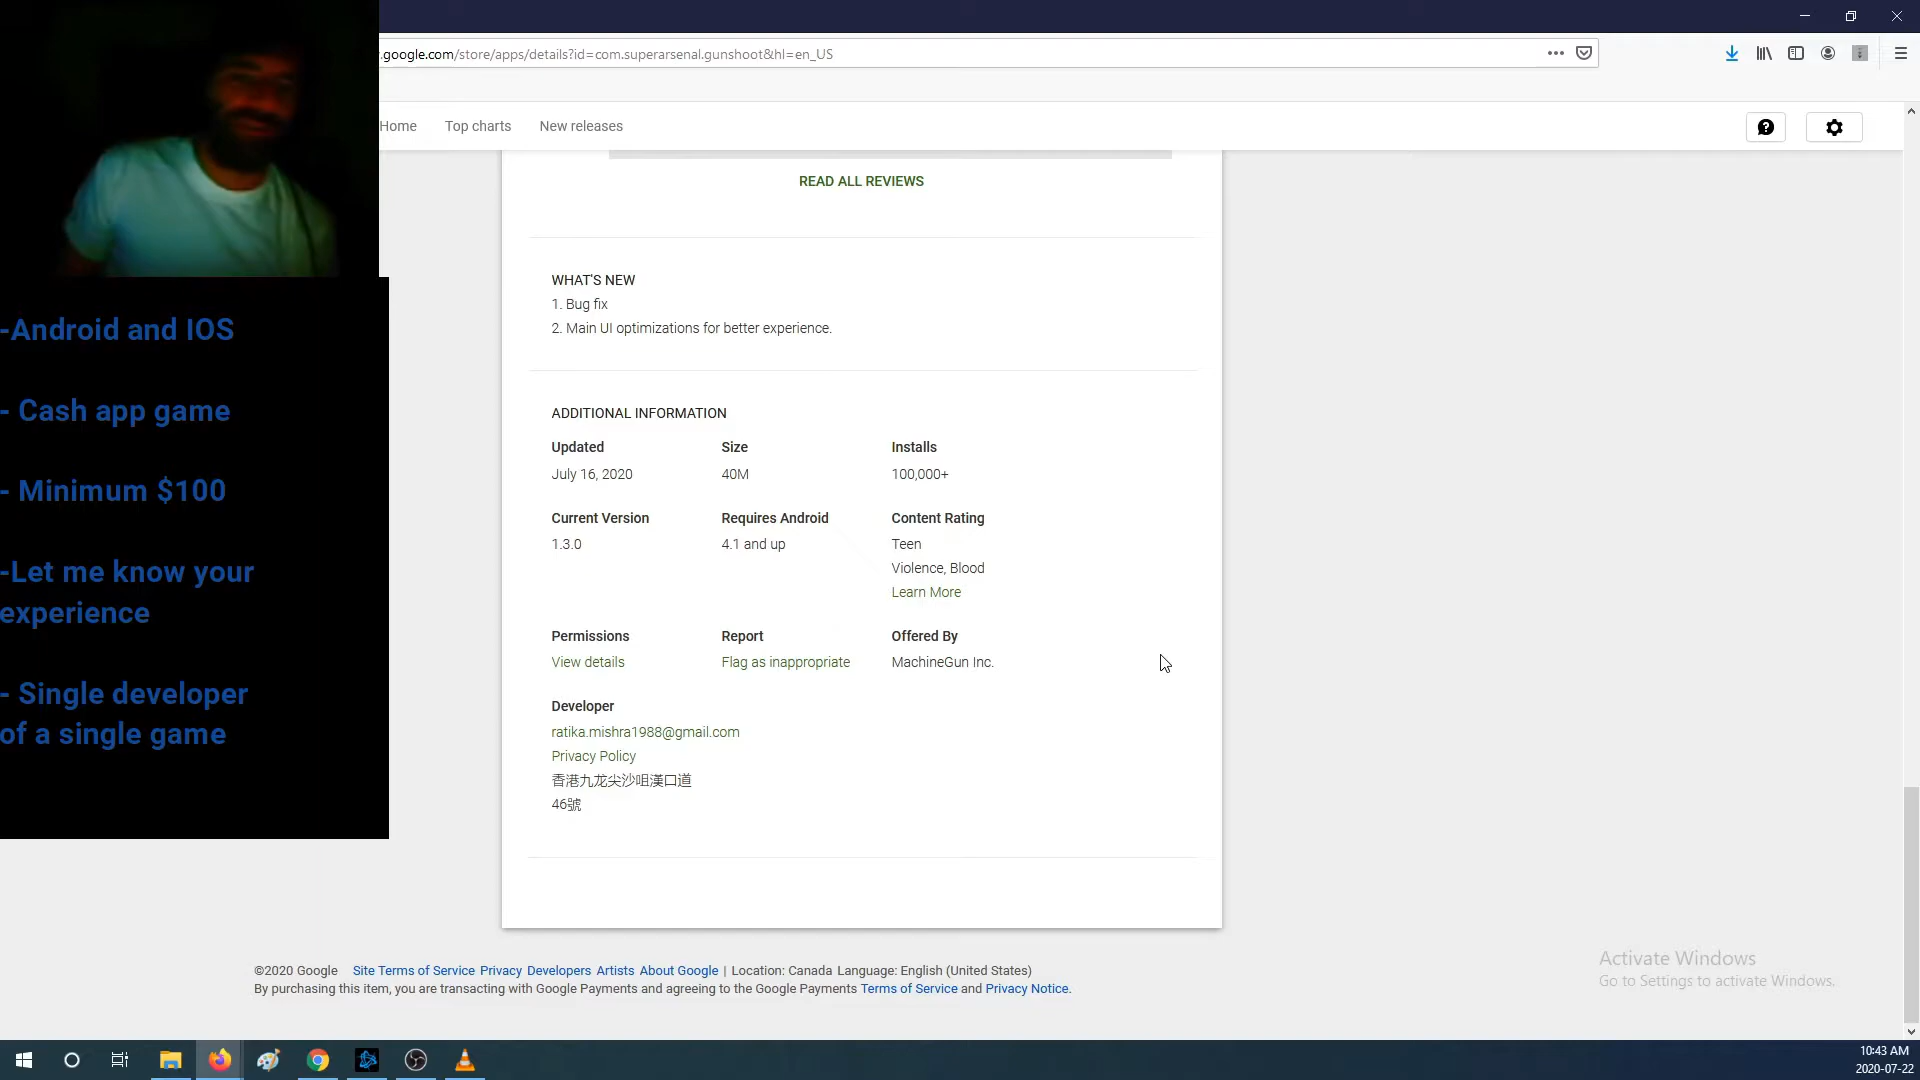 .google.com/store/apps/details?id=com.superarsenal.gunshoot&hl=en_US
Home Top charts New releases
READ ALL REVIEWS
WHAT'S NEW
1. Bug fix
2. Main UI optimizations for better experience.
-Android and IOS
- Cash app game
- Minimum $100
-Let me know your
experience
- Single developer
of a single game
ADDITIONAL INFORMATION
Updated Size Installs
July 16, 2020 40M 100,000+
Current Version Requires Android Content Rating
1.3.0 4.1 and up Teen
Violence, Blood
Learn More
Permissions Report Offered By
View details Flag as inappropriate MachineGun Inc.
Developer
ratika.mishra1988@gmail.com
Privacy Policy
香港九龙尖沙咀漢口道
46號
Activate Windows
Go to Settings to activate Windows.
©2020 Google Site Terms of Service Privacy Developers Artists About Google | Location: Canada Language: English (United States)
By purchasing this item, you are transacting with Google Payments and agreeing to the Google Payments Terms of Service and Privacy Notice.
10:43 AM
2020-07-22